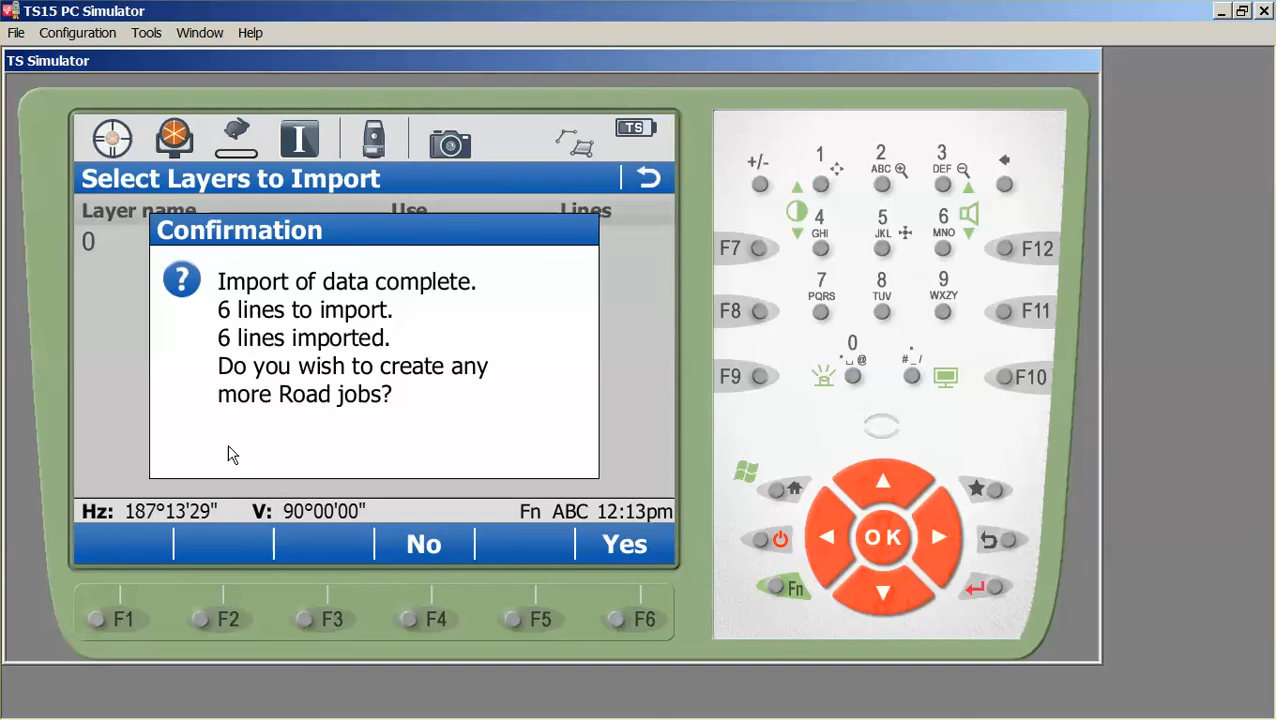 TS15 PC Simulator
File Configuration Tools Window Help
TS Simulator
I
TS
Select Layers to Import
Layer name Use Lines
0
Confirmation
?
Import of data complete.
6 lines to import.
6 lines imported.
Do you wish to create any
more Road jobs?
Hz: 187°13'29" V: 90°00'00" Fn ABC 12:13pm
No Yes
F1 F2 F3 F4 F5 F6
+/- 1 2 ABC 3 DEF
F7 4 GHI 5 JKL 6 MNO F12
F8 7 PQRS 8 TUV 9 WXZY F11
F9 0 *␣@ . #_/ F10
OK
Fn